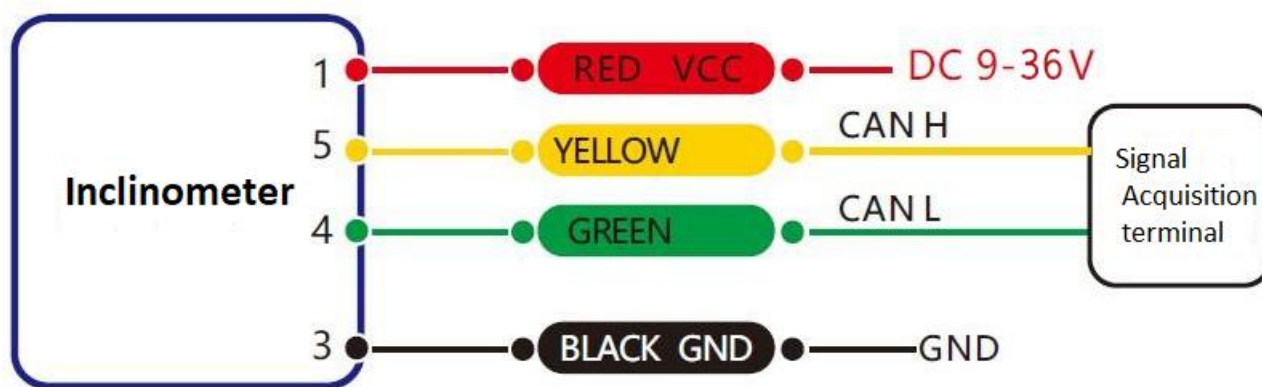 1 RED VCC DC 9-36V
5 YELLOW CAN H
4 GREEN CAN L
3 BLACK GND GND
Inclinometer
Signal
Acquisition
terminal